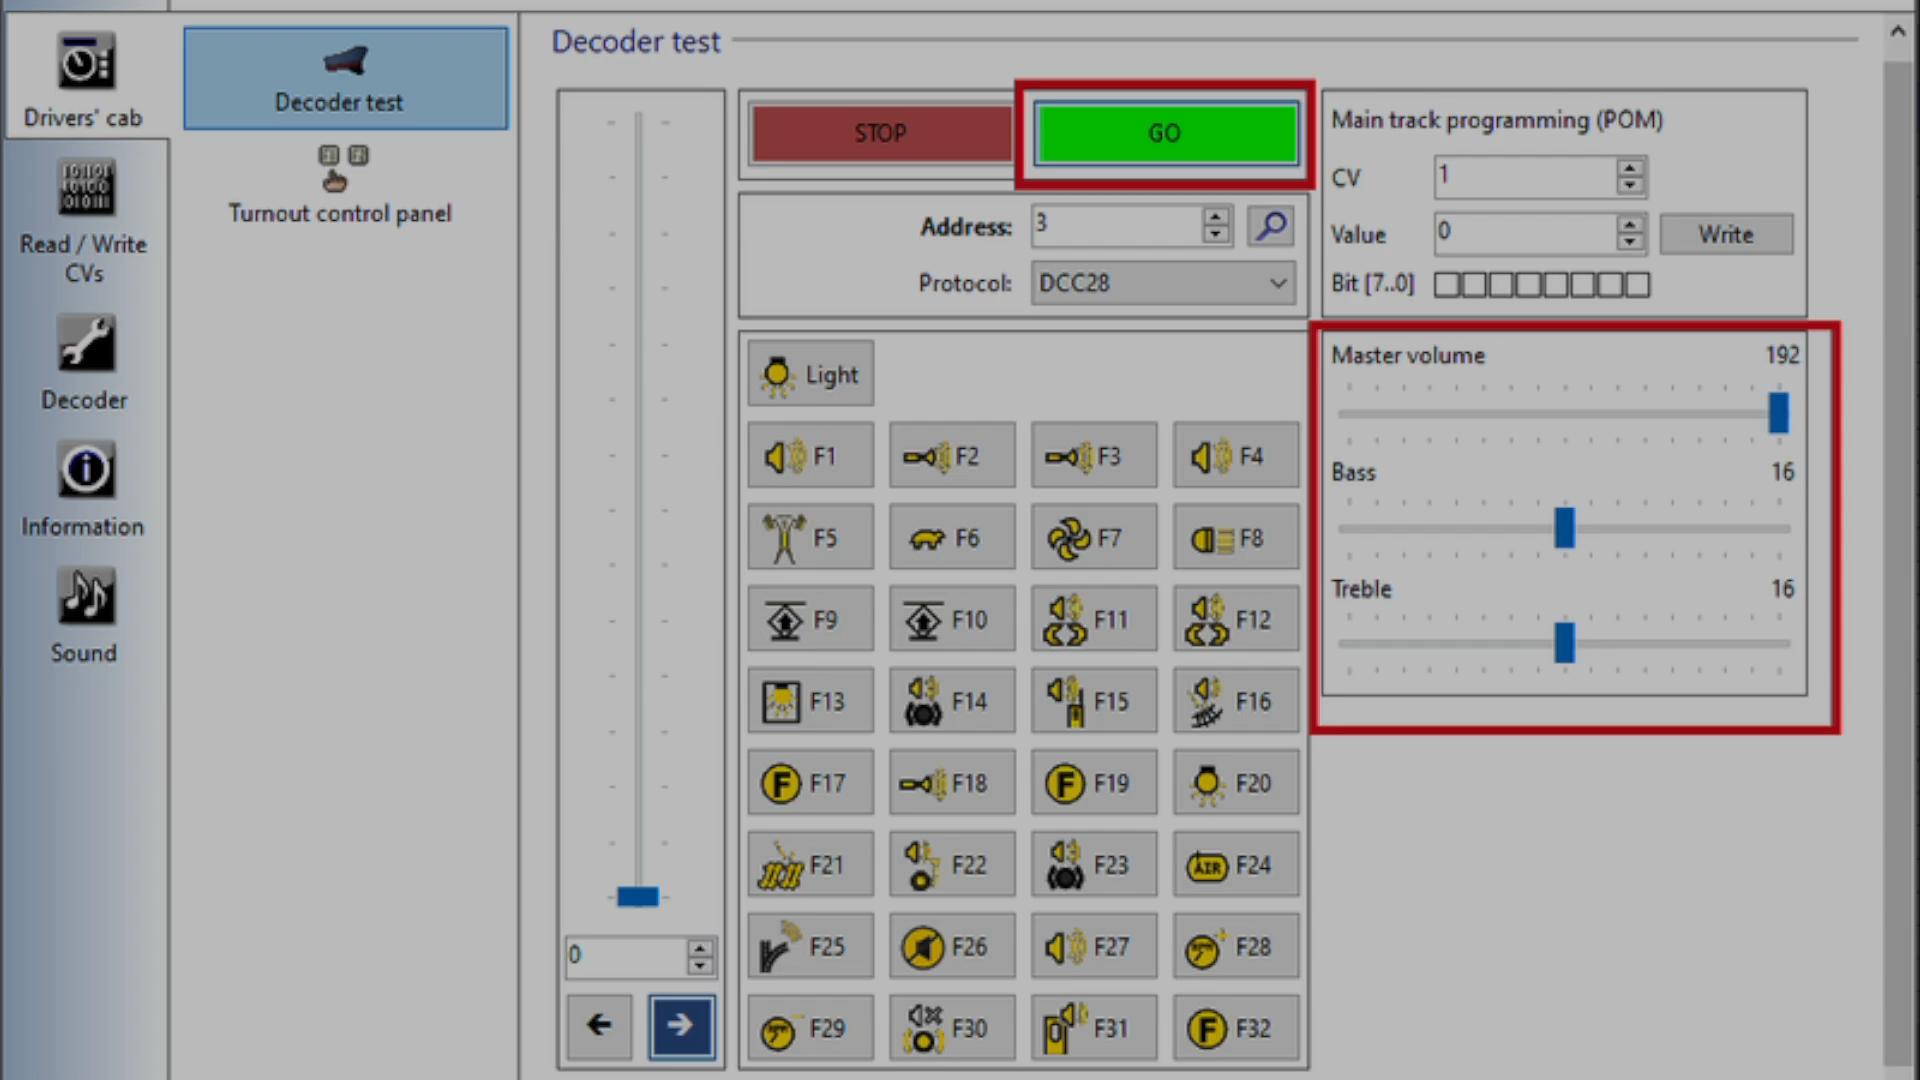 Drivers' cab
Read / Write
CVs
Decoder
Information
Sound
Decoder test
Turnout control panel
Decoder test
STOP
GO
Address: 3
Protocol: DCC28
Main track programming (POM)
CV 1
Value 0 Write
Bit [7..0]
Light
F1 F2 F3 F4
F5 F6 F7 F8
F9 F10 F11 F12
F13 F14 F15 F16
F17 F18 F19 F20
F21 F22 F23 AIR F24
F25 F26 F27 F28
F29 F30 F31 F32
Master volume 192
Bass 16
Treble 16
0